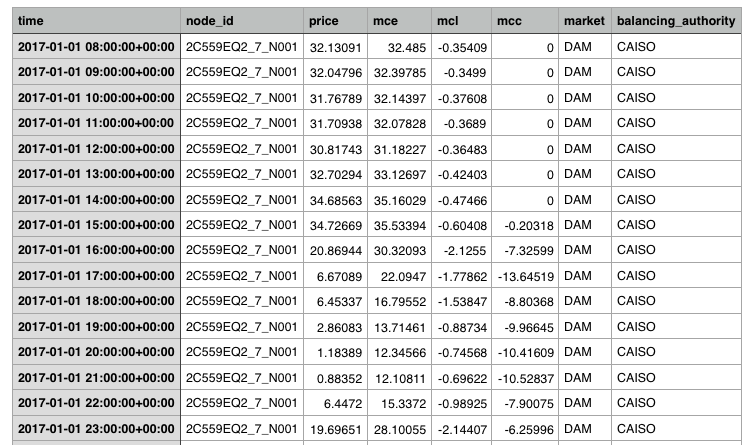 time node_id price mce mcl mcc market balancing_authority
2017-01-01 08:00:00+00:00 2C559EQ2_7_N001 32.13091 32.485 -0.35409 0 DAM CAISO
2017-01-01 09:00:00+00:00 2C559EQ2_7_N001 32.04796 32.39785 -0.3499 0 DAM CAISO
2017-01-01 10:00:00+00:00 2C559EQ2_7_N001 31.76789 32.14397 -0.37608 0 DAM CAISO
2017-01-01 11:00:00+00:00 2C559EQ2_7_N001 31.70938 32.07828 -0.3689 0 DAM CAISO
2017-01-01 12:00:00+00:00 2C559EQ2_7_N001 30.81743 31.18227 -0.36483 0 DAM CAISO
2017-01-01 13:00:00+00:00 2C559EQ2_7_N001 32.70294 33.12697 -0.42403 0 DAM CAISO
2017-01-01 14:00:00+00:00 2C559EQ2_7_N001 34.68563 35.16029 -0.47466 0 DAM CAISO
2017-01-01 15:00:00+00:00 2C559EQ2_7_N001 34.72669 35.53394 -0.60408 -0.20318 DAM CAISO
2017-01-01 16:00:00+00:00 2C559EQ2_7_N001 20.86944 30.32093 -2.1255 -7.32599 DAM CAISO
2017-01-01 17:00:00+00:00 2C559EQ2_7_N001 6.67089 22.0947 -1.77862 -13.64519 DAM CAISO
2017-01-01 18:00:00+00:00 2C559EQ2_7_N001 6.45337 16.79552 -1.53847 -8.80368 DAM CAISO
2017-01-01 19:00:00+00:00 2C559EQ2_7_N001 2.86083 13.71461 -0.88734 -9.96645 DAM CAISO
2017-01-01 20:00:00+00:00 2C559EQ2_7_N001 1.18389 12.34566 -0.74568 -10.41609 DAM CAISO
2017-01-01 21:00:00+00:00 2C559EQ2_7_N001 0.88352 12.10811 -0.69622 -10.52837 DAM CAISO
2017-01-01 22:00:00+00:00 2C559EQ2_7_N001 6.4472 15.3372 -0.98925 -7.90075 DAM CAISO
2017-01-01 23:00:00+00:00 2C559EQ2_7_N001 19.69651 28.10055 -2.14407 -6.25996 DAM CAISO